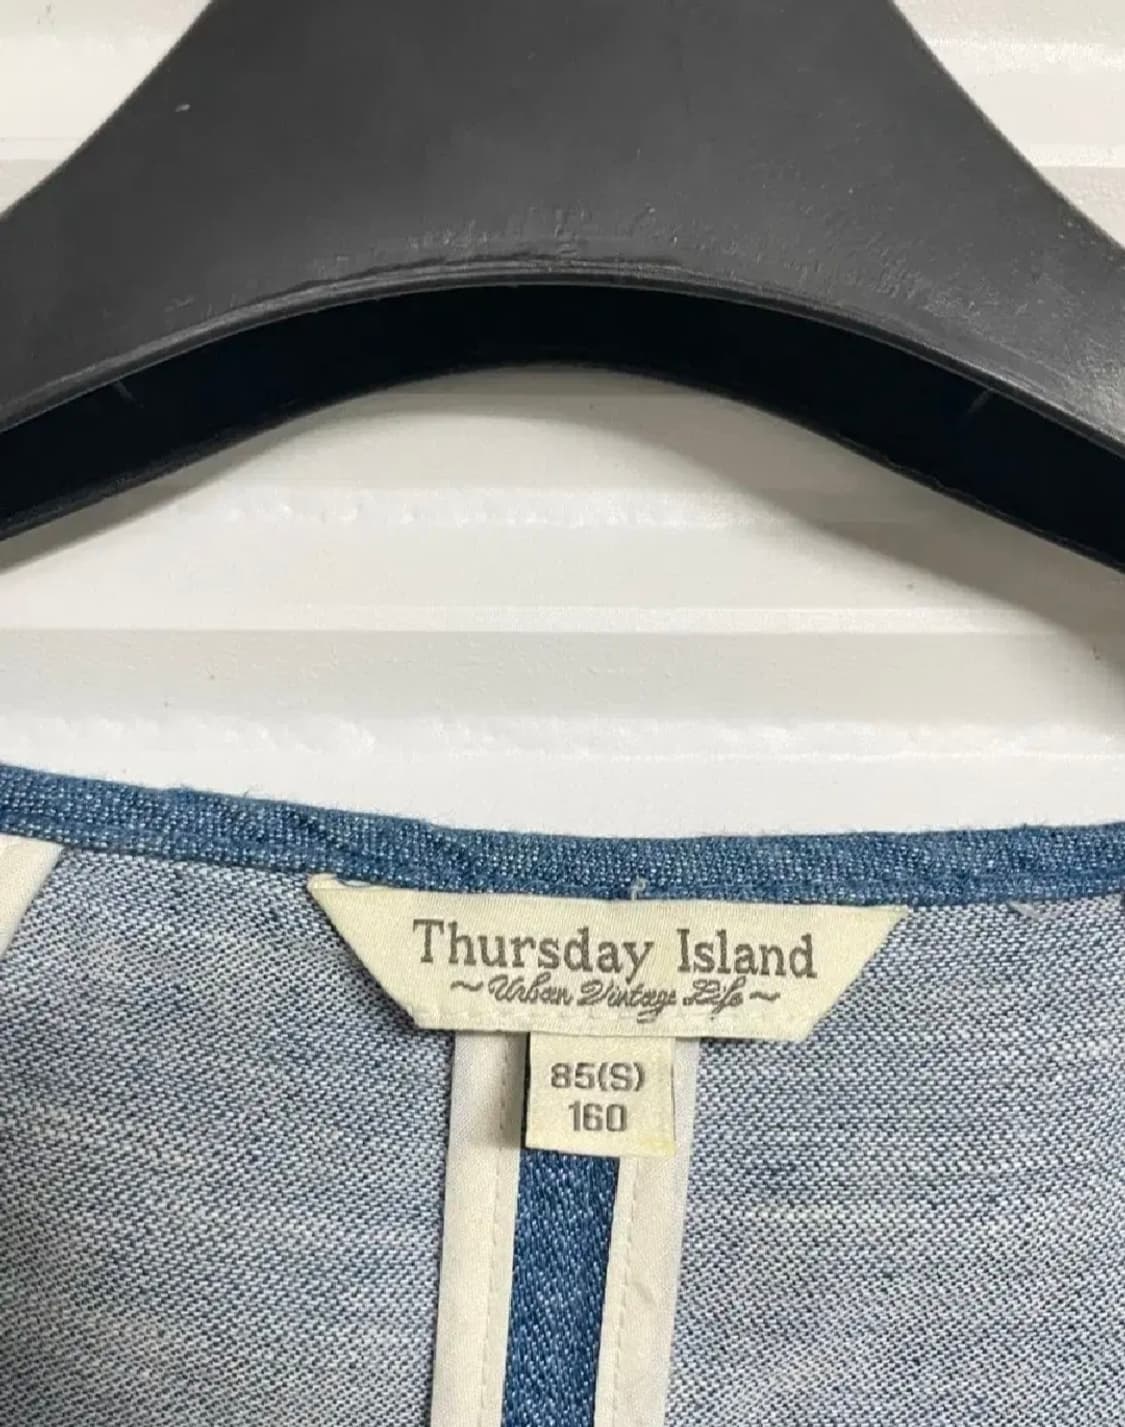 Thursday Island
~Urban Vintage Life~
85(S)
160